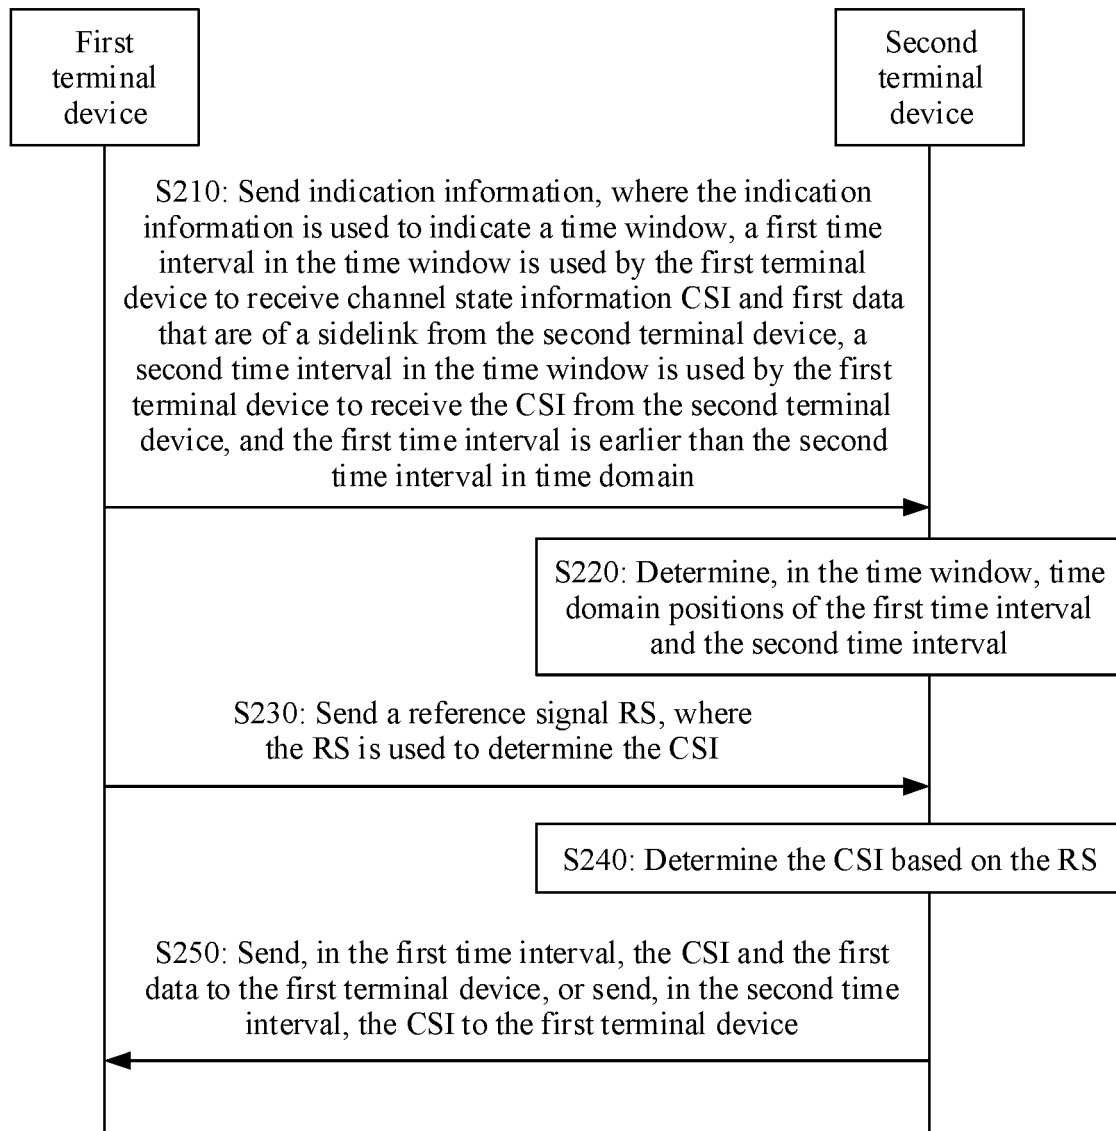 First
terminal
device
Second
terminal
device
S210: Send indication information, where the indication
information is used to indicate a time window, a first time
interval in the time window is used by the first terminal
device to receive channel state information CSI and first data
that are of a sidelink from the second terminal device, a
second time interval in the time window is used by the first
terminal device to receive the CSI from the second terminal
device, and the first time interval is earlier than the second
time interval in time domain
S220: Determine, in the time window, time
domain positions of the first time interval
and the second time interval
S230: Send a reference signal RS, where
the RS is used to determine the CSI
S240: Determine the CSI based on the RS
S250: Send, in the first time interval, the CSI and the first
data to the first terminal device, or send, in the second time
interval, the CSI to the first terminal device